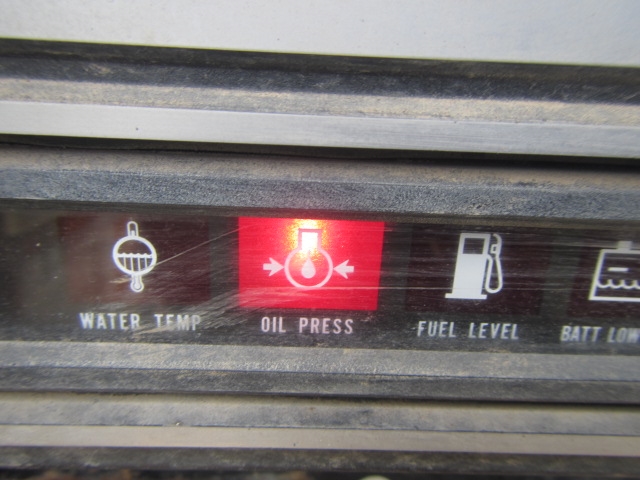 WATER TEMP
OIL PRESS
FUEL LEVEL
BATT LOW